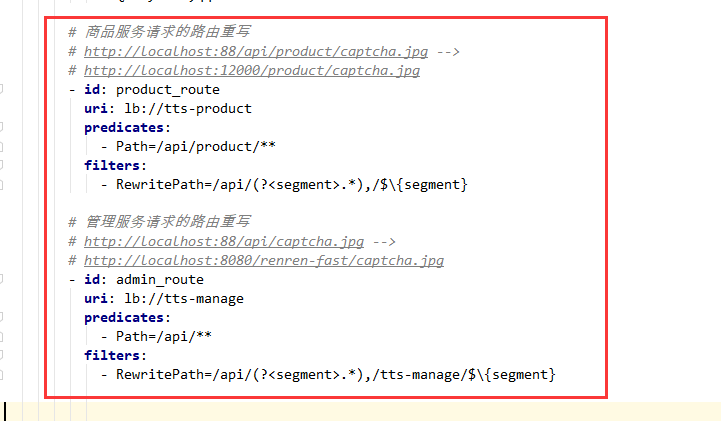 # 商品服务请求的路由重写
# http://localhost:88/api/product/captcha.jpg -->
# http://localhost:12000/product/captcha.jpg
- id: product_route
uri: lb://tts-product
predicates:
- Path=/api/product/**
filters:
- RewritePath=/api/(?<segment>.*),/$\{segment}
# 管理服务请求的路由重写
# http://localhost:88/api/captcha.jpg -->
# http://localhost:8080/renren-fast/captcha.jpg
- id: admin_route
uri: lb://tts-manage
predicates:
- Path=/api/**
filters:
- RewritePath=/api/(?<segment>.*),/tts-manage/$\{segment}